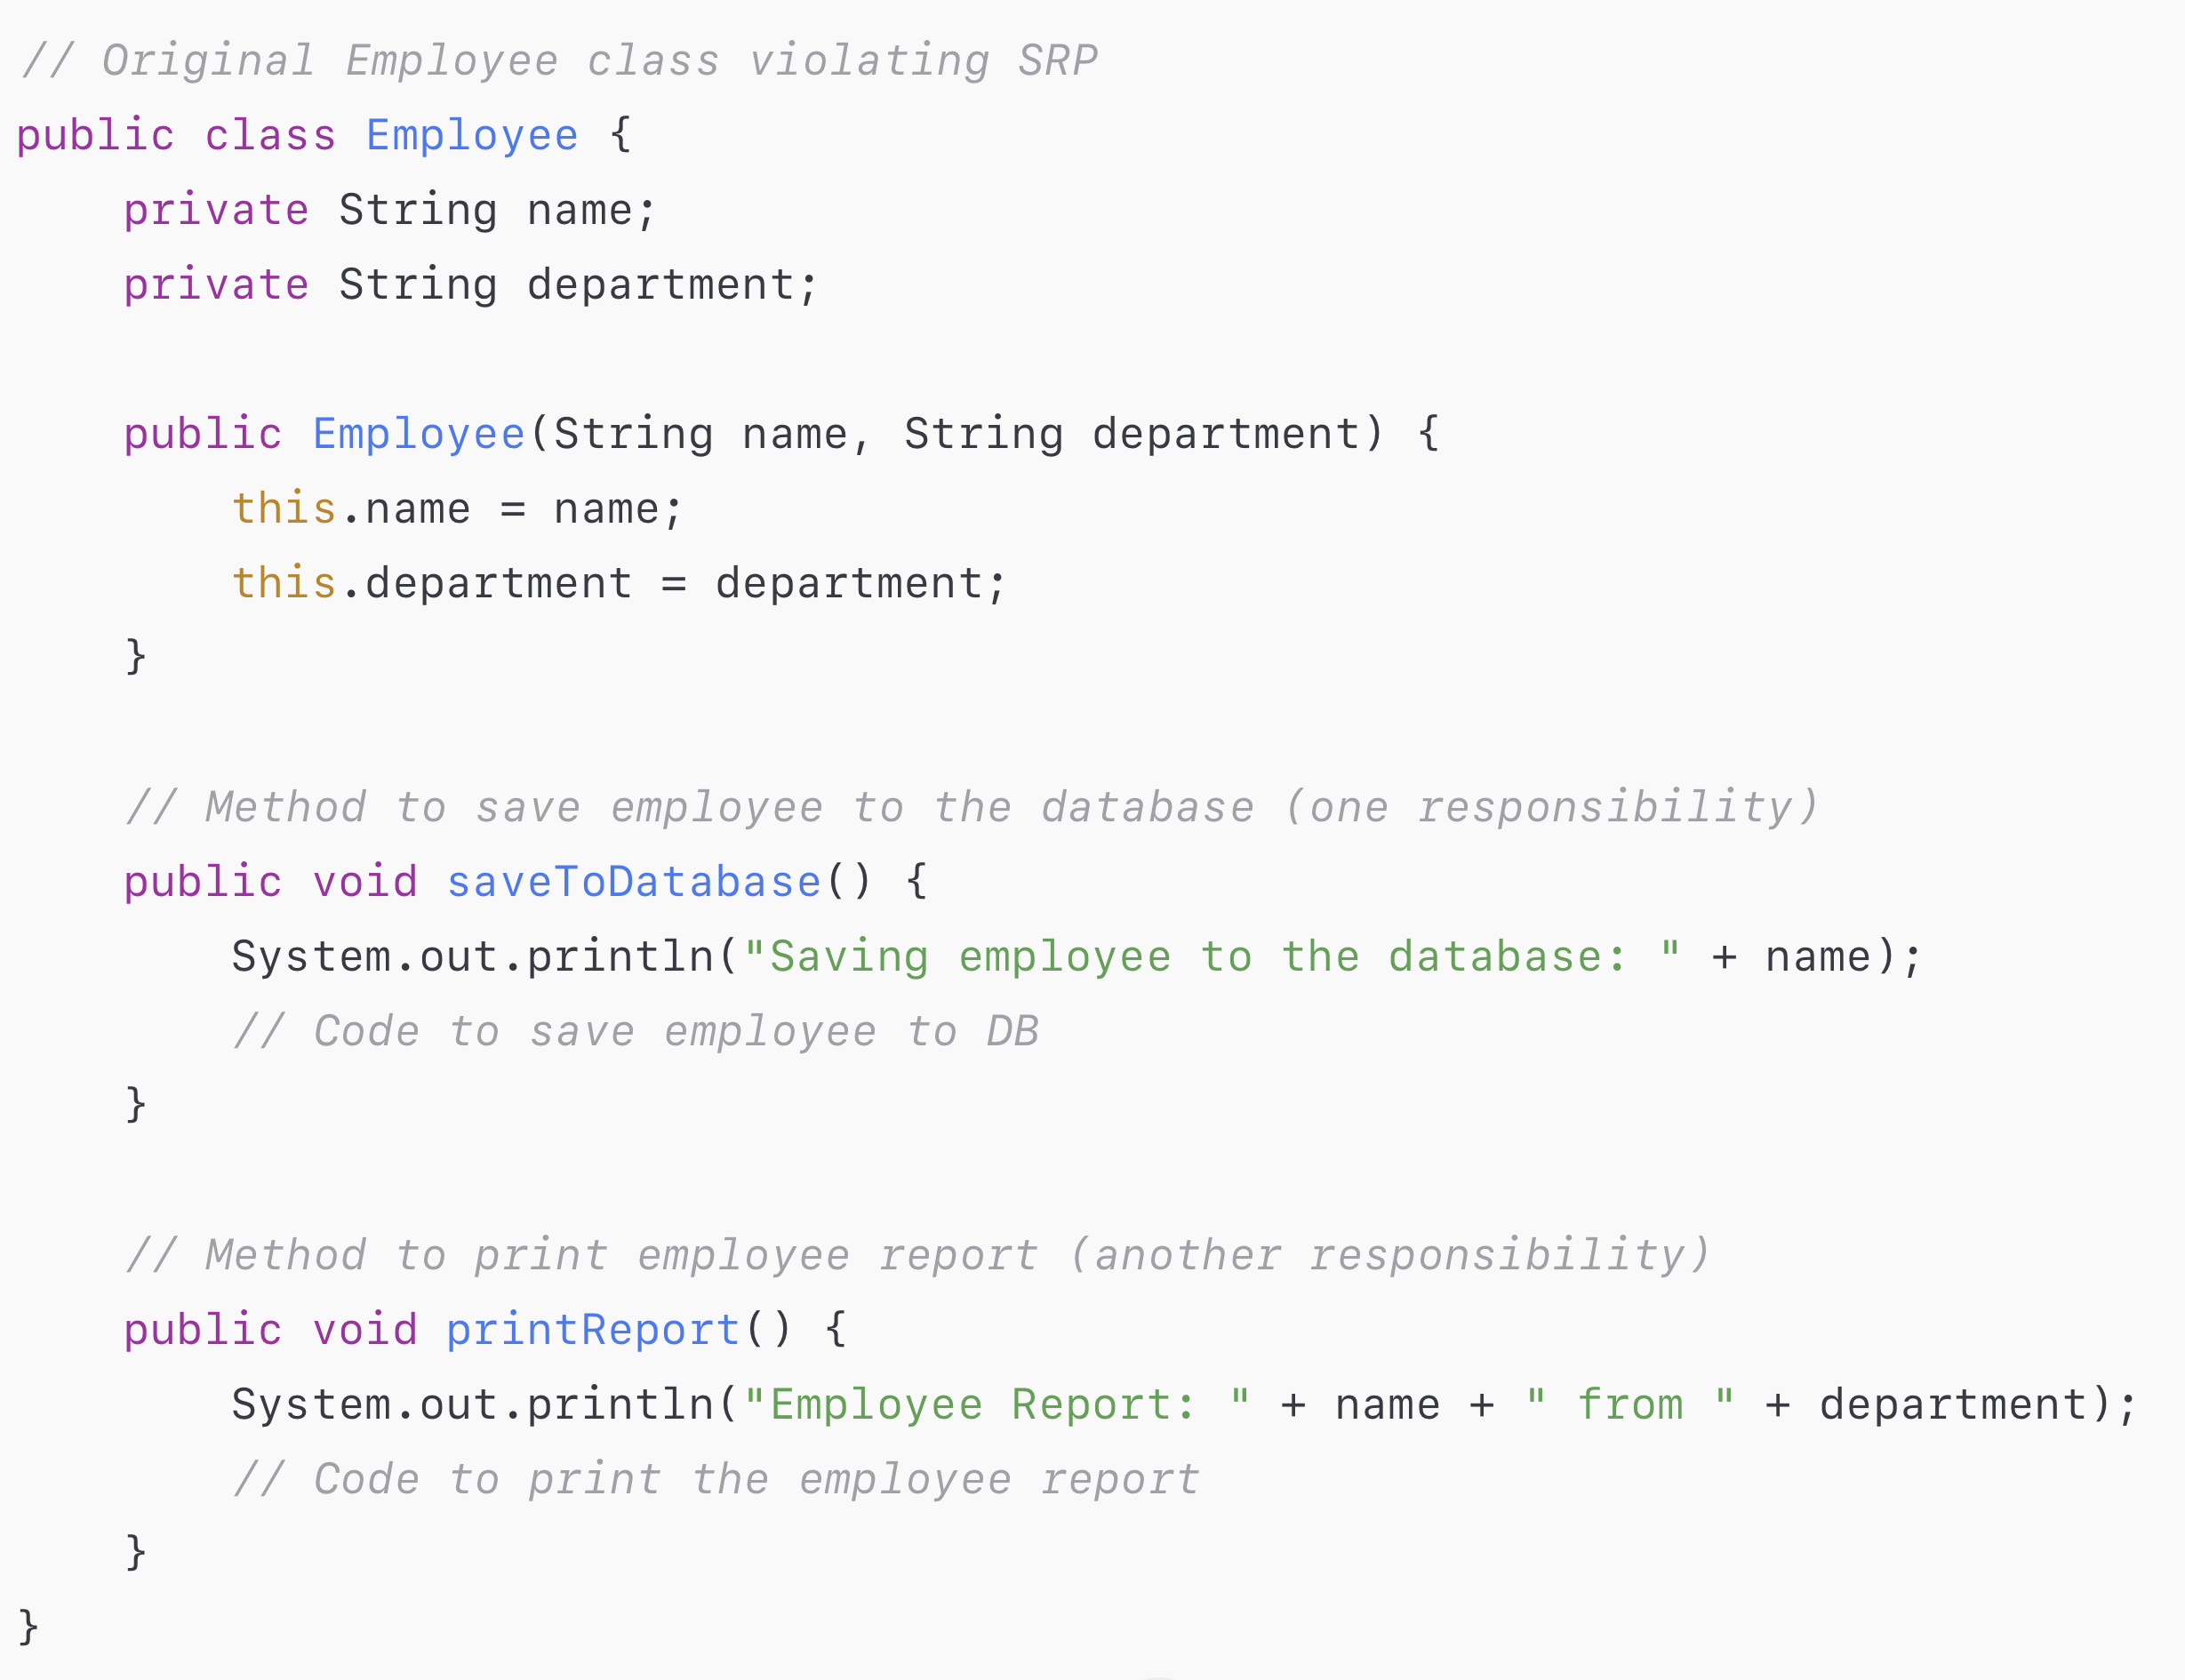 // Original Employee class violating SRP
public class Employee {
    private String name;
    private String department;

    public Employee(String name, String department) {
        this.name = name;
        this.department = department;
    }

    // Method to save employee to the database (one responsibility)
    public void saveToDatabase() {
        System.out.println("Saving employee to the database: " + name);
        // Code to save employee to DB
    }

    // Method to print employee report (another responsibility)
    public void printReport() {
        System.out.println("Employee Report: " + name + " from " + department);
        // Code to print the employee report
    }
}